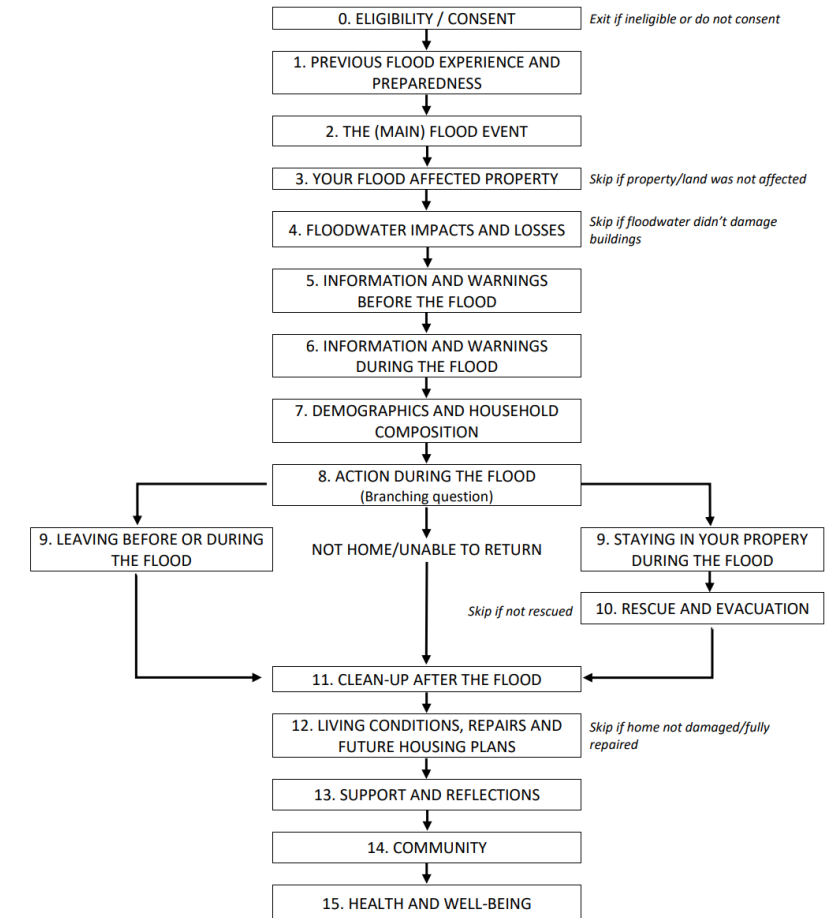 0. ELIGIBILITY / CONSENT
Exit if ineligible or do not consent
1. PREVIOUS FLOOD EXPERIENCE AND
PREPAREDNESS
2. THE (MAIN) FLOOD EVENT
3. YOUR FLOOD AFFECTED PROPERTY
Skip if property/land was not affected
4. FLOODWATER IMPACTS AND LOSSES
Skip if floodwater didn't damage
buildings
5. INFORMATION AND WARNINGS
BEFORE THE FLOOD
6. INFORMATION AND WARNINGS
DURING THE FLOOD
7. DEMOGRAPHICS AND HOUSEHOLD
COMPOSITION
8. ACTION DURING THE FLOOD
(Branching question)
9. LEAVING BEFORE OR DURING
THE FLOOD
NOT HOME/UNABLE TO RETURN
9. STAYING IN YOUR PROPERY
DURING THE FLOOD
Skip if not rescued
10. RESCUE AND EVACUATION
11. CLEAN-UP AFTER THE FLOOD
12. LIVING CONDITIONS, REPAIRS AND
FUTURE HOUSING PLANS
Skip if home not damaged/fully
repaired
13. SUPPORT AND REFLECTIONS
14. COMMUNITY
15. HEALTH AND WELL-BEING